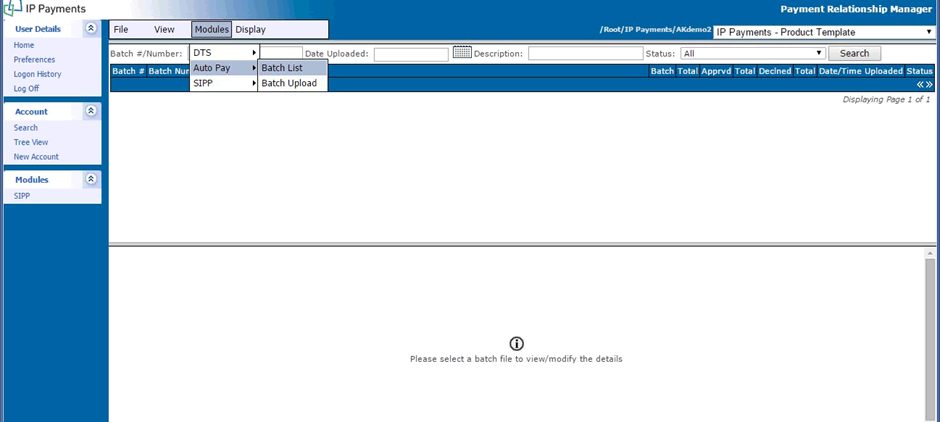 IP Payments
Payment Relationship Manager
User Details
Home
Preferences
Logon History
Log Off
Account
Search
Tree View
New Account
Modules
SIPP
File View Modules Display
/Root/IP Payments/AKdemo2 IP Payments - Product Template
Batch #/Number: Date Uploaded: Description: Status: All Search
DTS
Auto Pay
SIPP
Batch List
Batch Upload
Batch # Batch Num Batch Total Apprvd Total Declned Total Date/Time Uploaded Status
Displaying Page 1 of 1
Please select a batch file to view/modify the details